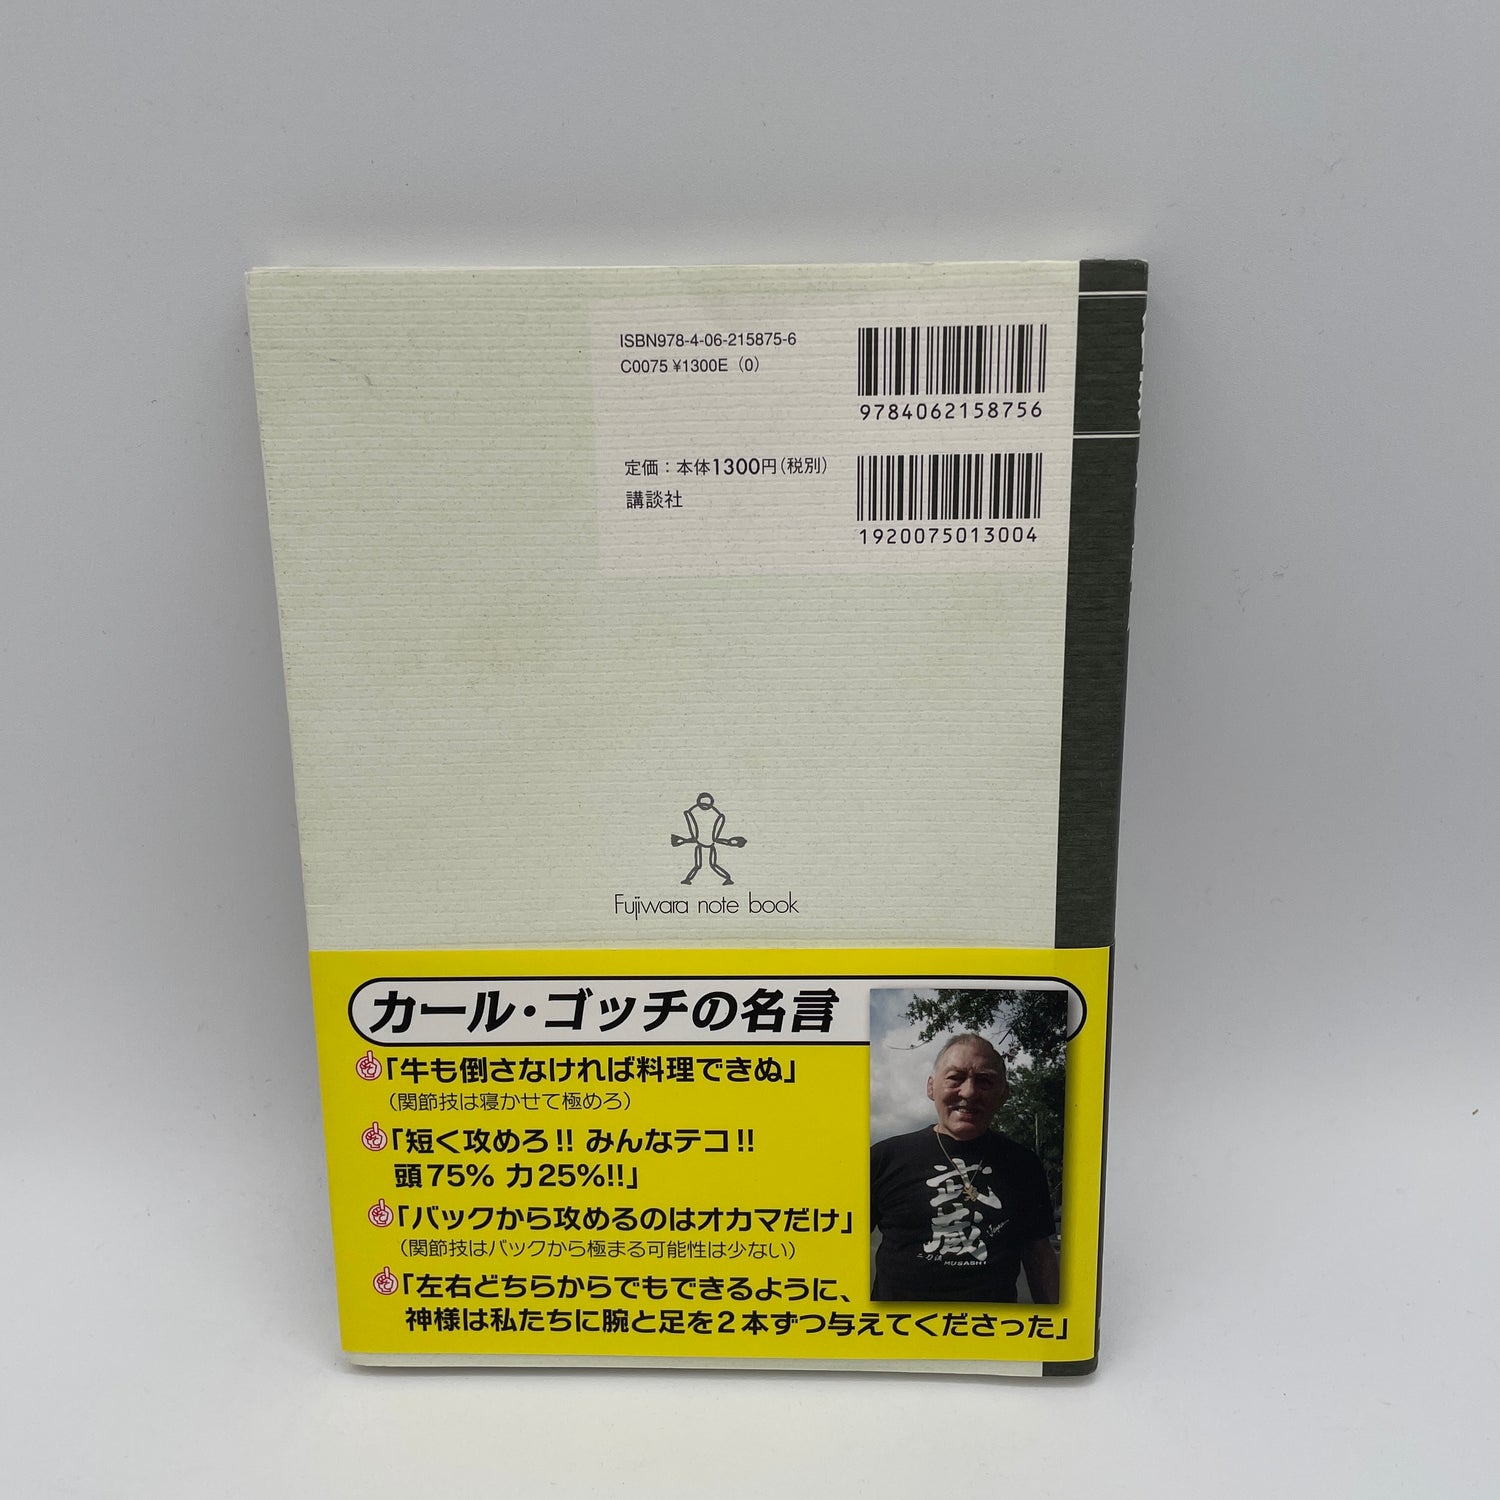 ISBN978-4-06-215875-6
C0075 ¥1300E (0)
9784062158756
定価：本体1300円(税別)
講談社
1920075013004
Fujiwara note book
カール・ゴッチの名言
「牛も倒さなければ料理できぬ」
(関節技は寝かせて極めろ)
「短く攻めろ!! みんなテコ!!
頭75% 力25%!!」
「バックから攻めるのはオカマだけ」
(関節技はバックから極まる可能性は少ない)
「左右どちらからでもできるように、
神様は私たちに腕と足を2本ずつ与えてくださった」
武蔵
MUSASHI